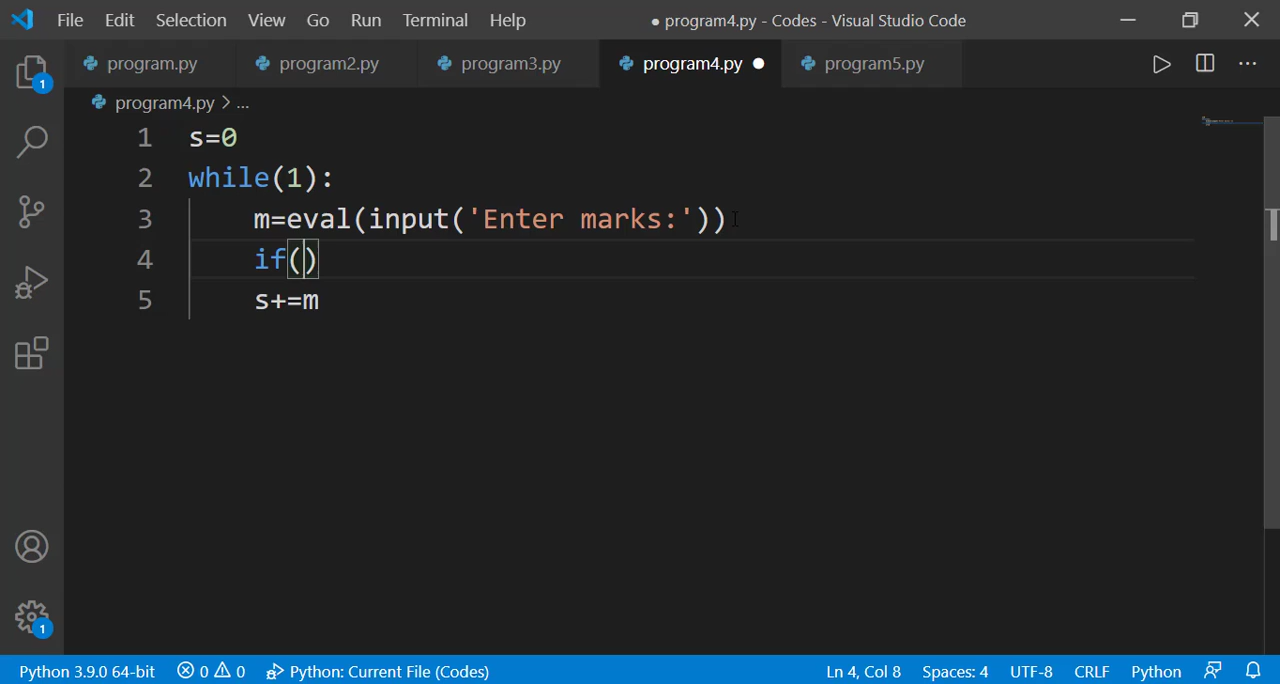 File Edit Selection View Go Run Terminal Help ● program4.py - Codes - Visual Studio Code
program.py program2.py program3.py program4.py ● program5.py ...
program4.py > ...
1 s=0
2 while(1):
3 m=eval(input('Enter marks:'))
4 if()
5 s+=m
1
1
Python 3.9.0 64-bit 0 0 Python: Current File (Codes) Ln 4, Col 8 Spaces: 4 UTF-8 CRLF Python